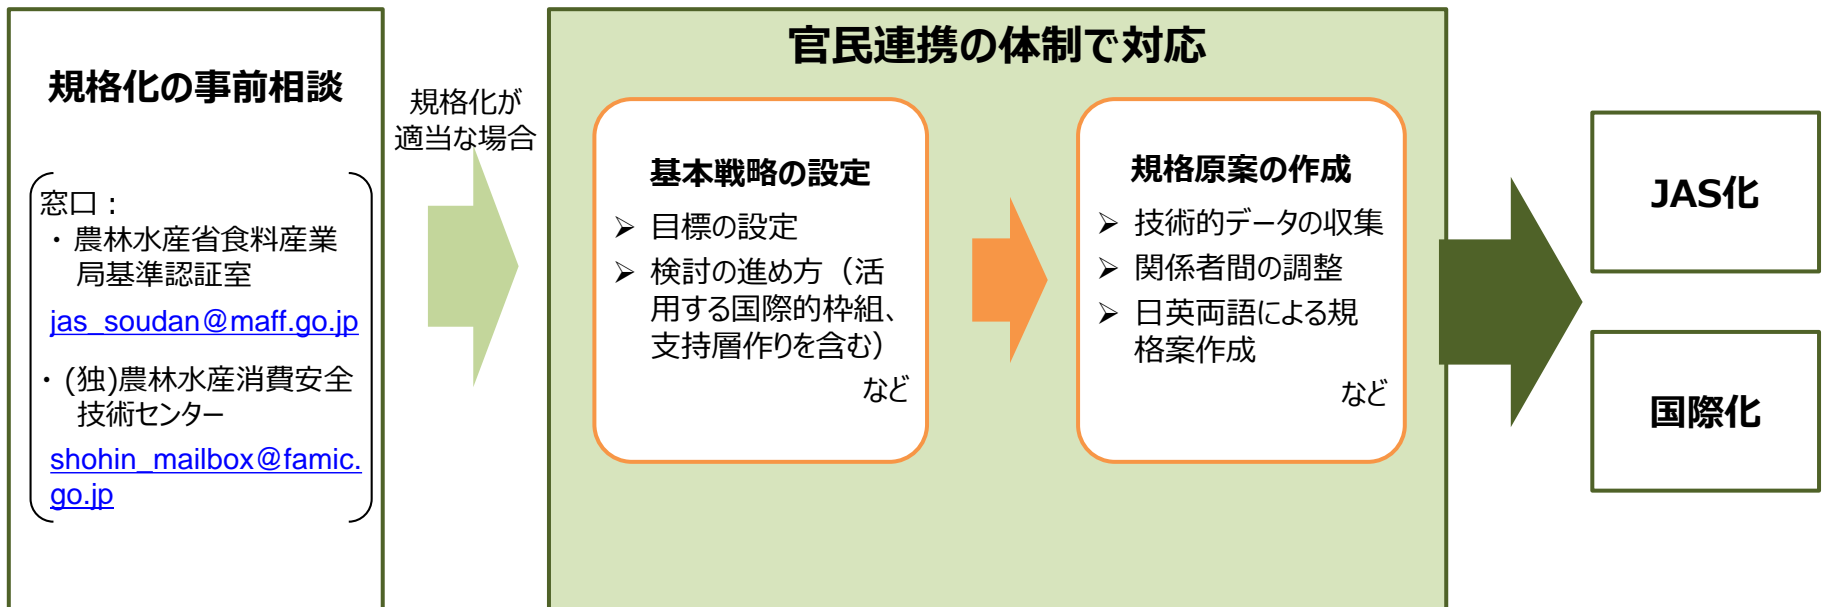 規格化の事前相談
窓口：
・農林水産省食料産業
局基準認証室
jas_soudan@maff.go.jp
・(独)農林水産消費安全
技術センター
shohin_mailbox@famic.
go.jp
規格化が
適当な場合
官民連携の体制で対応
基本戦略の設定
➢ 目標の設定
➢ 検討の進め方（活
用する国際的枠組、
支持層作りを含む）
など
規格原案の作成
➢ 技術的データの収集
➢ 関係者間の調整
➢ 日英両語による規
格案作成
など
JAS化
国際化